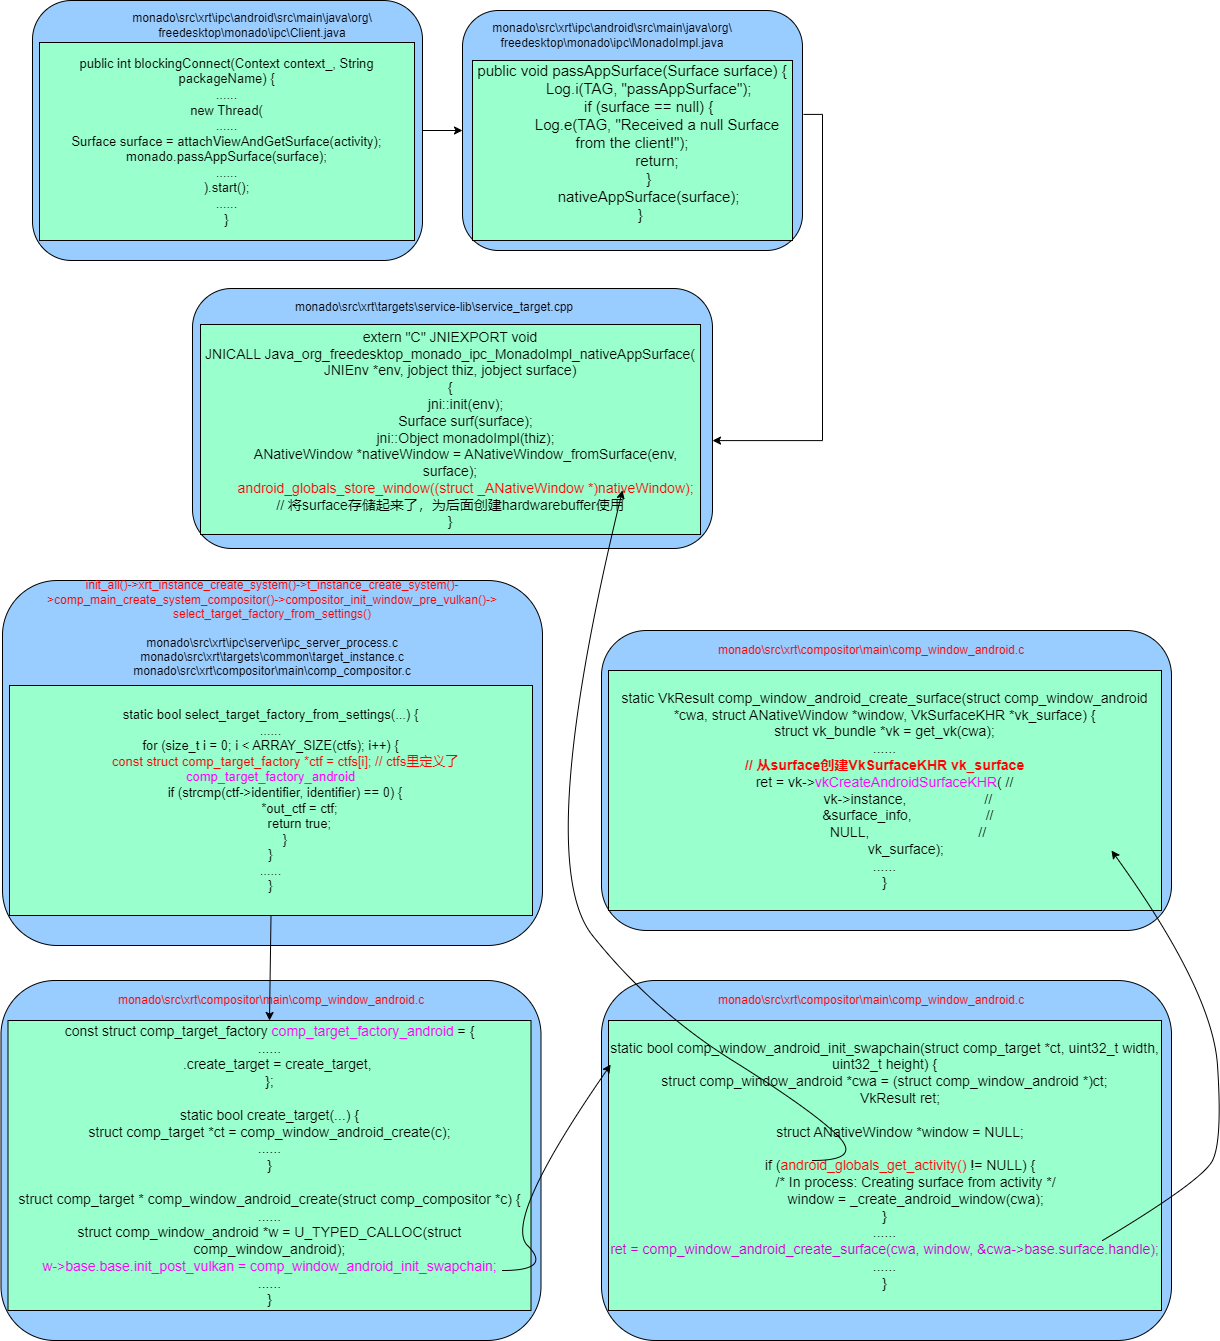 monado\src\xrt\ipc\android\src\main\java\org\
freedesktop\monado\ipc\Client.java
public int blockingConnect(Context context_, String
packageName) {
......
new Thread(
......
Surface surface = attachViewAndGetSurface(activity);
monado.passAppSurface(surface);
......
).start();
......
}
monado\src\xrt\ipc\android\src\main\java\org\
freedesktop\monado\ipc\MonadoImpl.java
public void passAppSurface(Surface surface) {
Log.i(TAG, "passAppSurface");
if (surface == null) {
Log.e(TAG, "Received a null Surface
from the client!");
return;
}
nativeAppSurface(surface);
}
monado\src\xrt\targets\service-lib\service_target.cpp
extern "C" JNIEXPORT void
JNICALL Java_org_freedesktop_monado_ipc_MonadoImpl_nativeAppSurface(
JNIEnv *env, jobject thiz, jobject surface)
{
jni::init(env);
Surface surf(surface);
jni::Object monadoImpl(thiz);
ANativeWindow *nativeWindow = ANativeWindow_fromSurface(env,
surface);
android_globals_store_window((struct _ANativeWindow *)nativeWindow);
// 将surface存储起来了，为后面创建hardwarebuffer使用
}
init_all()->xrt_instance_create_system()->t_instance_create_system()-
>comp_main_create_system_compositor()->compositor_init_window_pre_vulkan()->
select_target_factory_from_settings()
monado\src\xrt\ipc\server\ipc_server_process.c
monado\src\xrt\targets\common\target_instance.c
monado\src\xrt\compositor\main\comp_compositor.c
static bool select_target_factory_from_settings(...) {
......
for (size_t i = 0; i < ARRAY_SIZE(ctfs); i++) {
const struct comp_target_factory *ctf = ctfs[i]; // ctfs里定义了
comp_target_factory_android
if (strcmp(ctf->identifier, identifier) == 0) {
*out_ctf = ctf;
return true;
}
}
......
}
monado\src\xrt\compositor\main\comp_window_android.c
static VkResult comp_window_android_create_surface(struct comp_window_android
*cwa, struct ANativeWindow *window, VkSurfaceKHR *vk_surface) {
struct vk_bundle *vk = get_vk(cwa);
......
// 从surface创建VkSurfaceKHR vk_surface
ret = vk->vkCreateAndroidSurfaceKHR( //
vk->instance, //
&surface_info, //
NULL, //
vk_surface);
......
}
monado\src\xrt\compositor\main\comp_window_android.c
const struct comp_target_factory comp_target_factory_android = {
......
.create_target = create_target,
};
static bool create_target(...) {
struct comp_target *ct = comp_window_android_create(c);
......
}
struct comp_target * comp_window_android_create(struct comp_compositor *c) {
......
struct comp_window_android *w = U_TYPED_CALLOC(struct
comp_window_android);
w->base.base.init_post_vulkan = comp_window_android_init_swapchain;
......
}
monado\src\xrt\compositor\main\comp_window_android.c
static bool comp_window_android_init_swapchain(struct comp_target *ct, uint32_t width,
uint32_t height) {
struct comp_window_android *cwa = (struct comp_window_android *)ct;
VkResult ret;
struct ANativeWindow *window = NULL;
if (android_globals_get_activity() != NULL) {
/* In process: Creating surface from activity */
window = _create_android_window(cwa);
}
......
ret = comp_window_android_create_surface(cwa, window, &cwa->base.surface.handle);
......
}